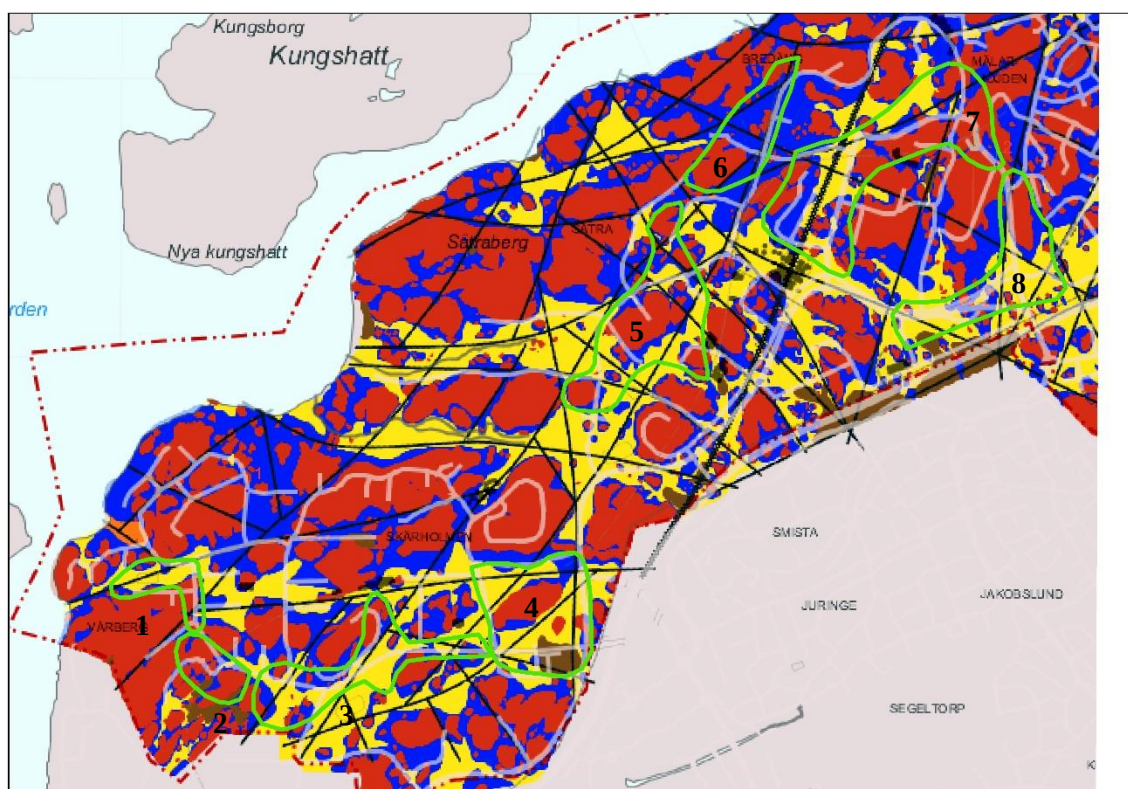 Kungsborg
Kungshatt
BREDÄNG
MÄLAR-
HÖJDEN
7
6
Sätraberg
SÄTRA
Nya kungshatt
8
rden
5
SMISTA
SKÄRHOLMEN
JAKOBSLUND
4
JURINGE
1
VÅRBERG
SEGELTORP
3
2
K